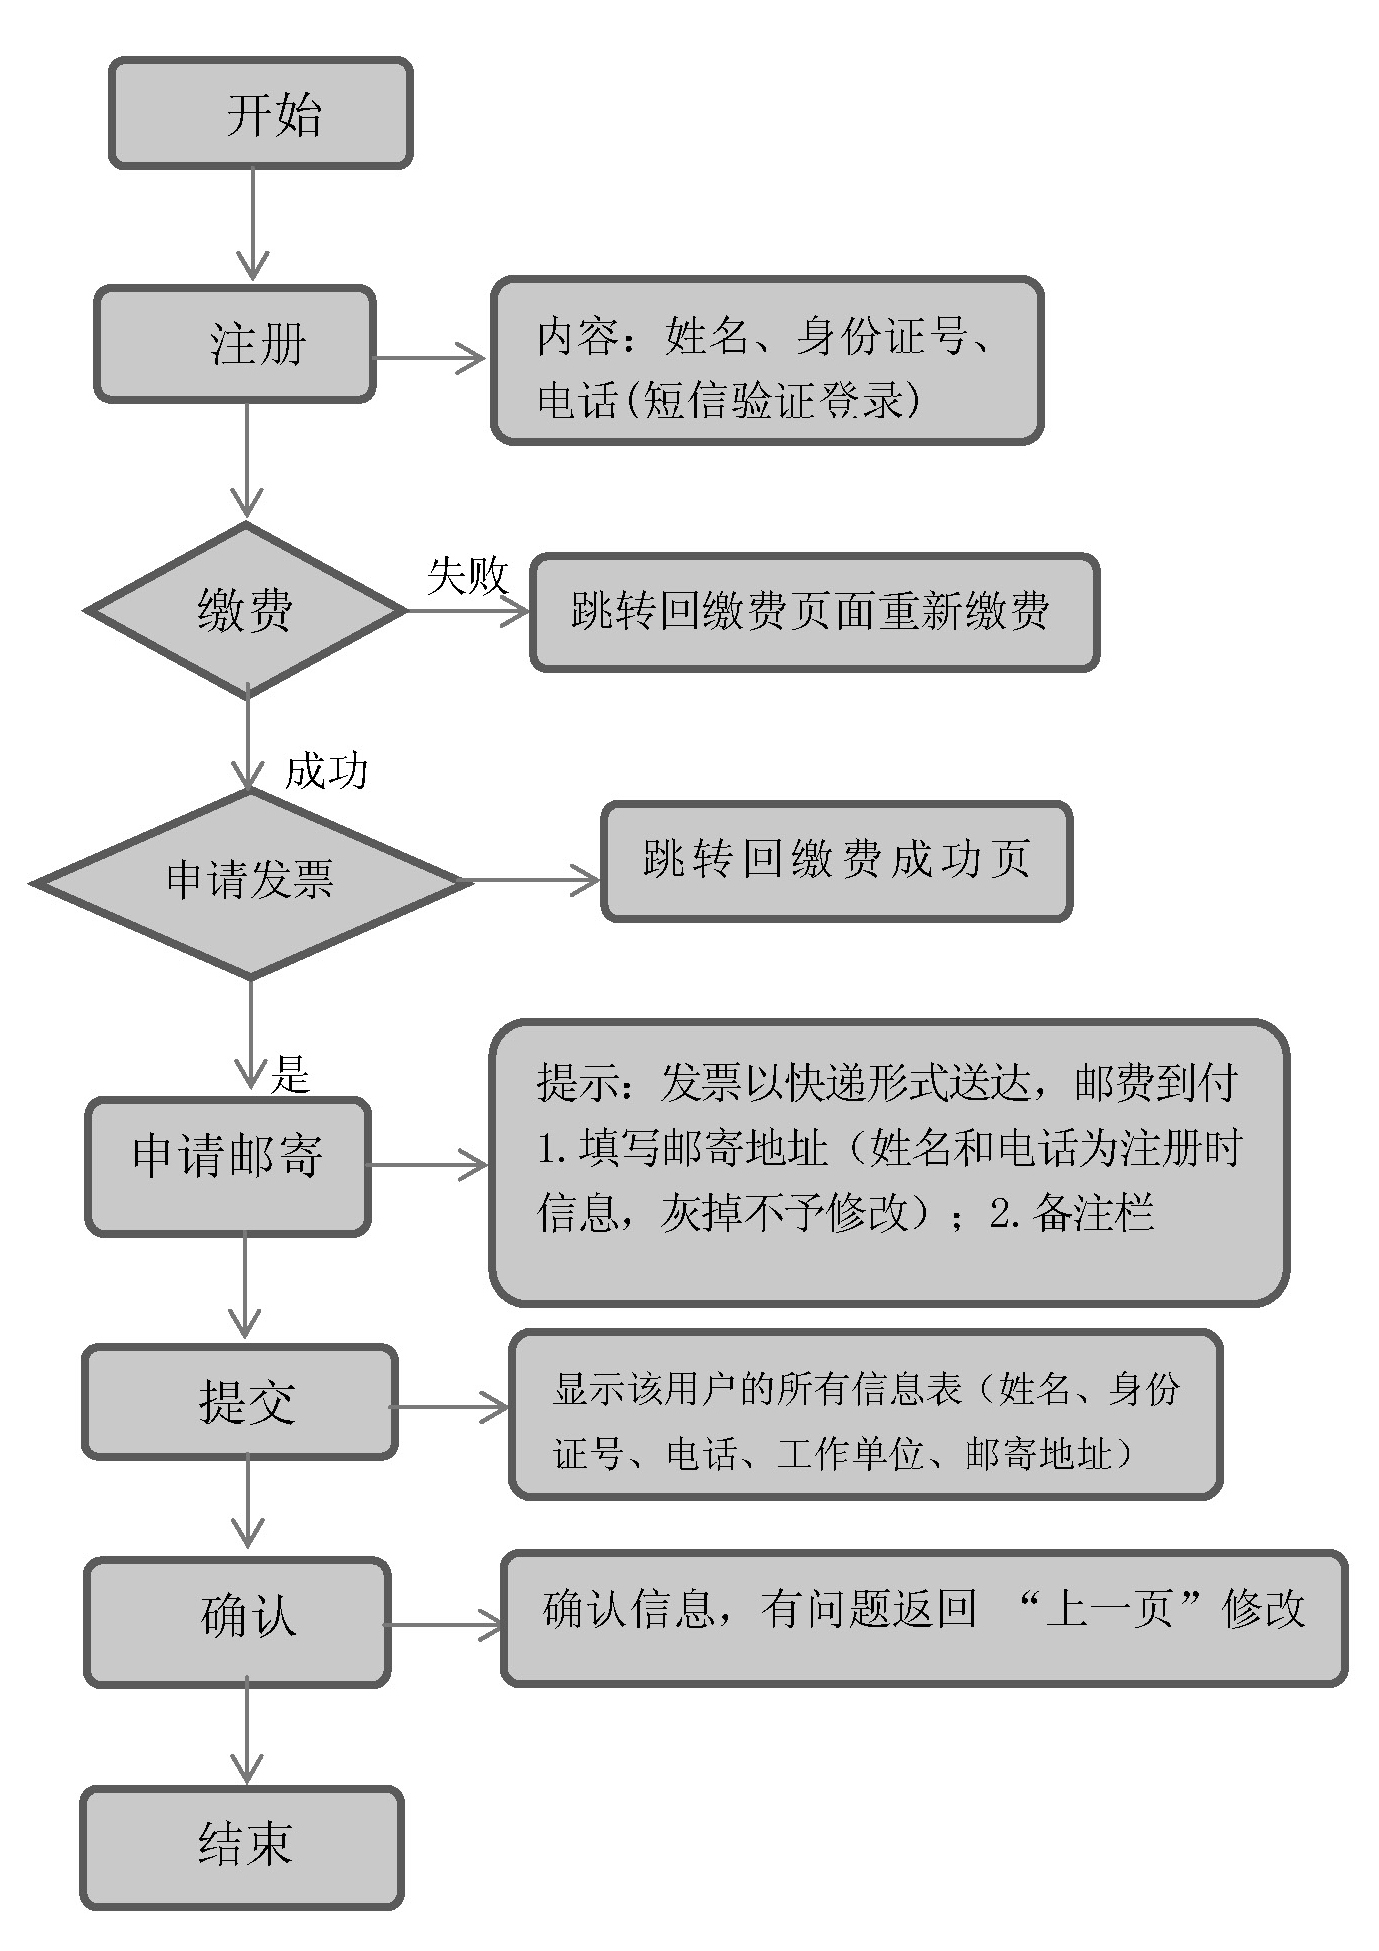 开始
注册
内容：姓名、身份证号、
电话(短信验证登录)
缴费
失败
跳转回缴费页面重新缴费
成功
申请发票
跳转回缴费成功页
是
申请邮寄
提示：发票以快递形式送达，邮费到付
1.填写邮寄地址（姓名和电话为注册时
信息，灰掉不予修改）；2.备注栏
提交
显示该用户的所有信息表（姓名、身份
证号、电话、工作单位、邮寄地址）
确认
确认信息，有问题返回 “上一页”修改
结束